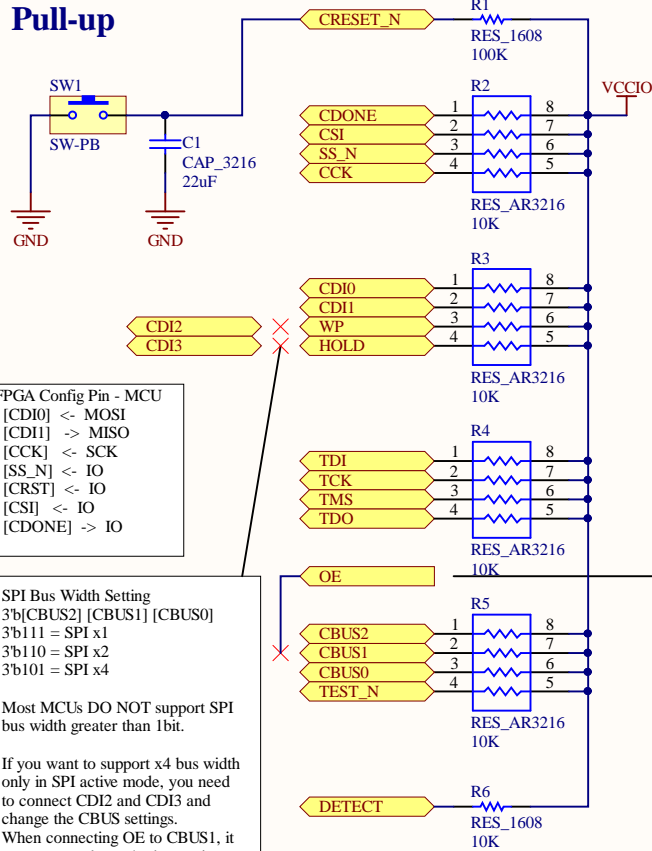 Pull-up
CRESET_N
R1
RES_1608
100K
SW1
SW-PB
C1
CAP_3216
22uF
GND
GND
VCCIO
R2
CDONE 1 8
CSI 2 7
SS_N 3 6
CCK 4 5
RES_AR3216
10K
R3
CDI0 1 8
CDI1 2 7
CDI2 WP 3 6
CDI3 HOLD 4 5
RES_AR3216
10K
FPGA Config Pin - MCU
[CDI0] <- MOSI
[CDI1] -> MISO
[CCK] <- SCK
[SS_N] <- IO
[CRST] <- IO
[CSI] <- IO
[CDONE] -> IO
R4
TDI 1 8
TCK 2 7
TMS 3 6
TDO 4 5
RES_AR3216
10K
OE
R5
CBUS2 1 8
CBUS1 2 7
CBUS0 3 6
TEST_N 4 5
RES_AR3216
10K
SPI Bus Width Setting
3'b[CBUS2] [CBUS1] [CBUS0]
3'b111 = SPI x1
3'b110 = SPI x2
3'b101 = SPI x4
Most MCUs DO NOT support SPI
bus width greater than 1bit.
If you want to support x4 bus width
only in SPI active mode, you need
to connect CDI2 and CDI3 and
change the CBUS settings.
When connecting OE to CBUS1, it
DETECT
R6
RES_1608
10K